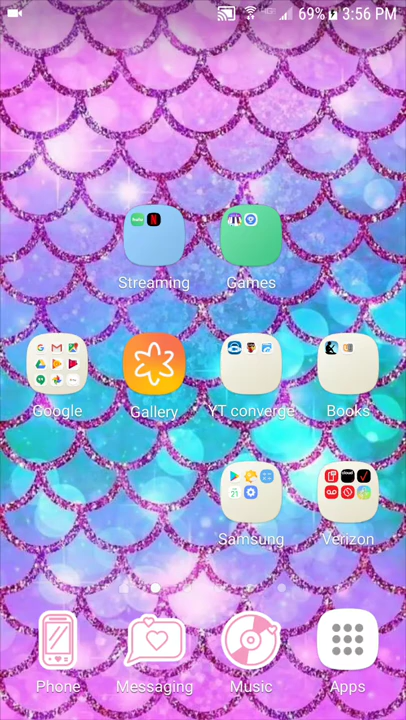 69% 3:56 PM
Streaming Games
Google Gallery YT converge Books
Samsung Verizon
Phone Messaging Music Apps